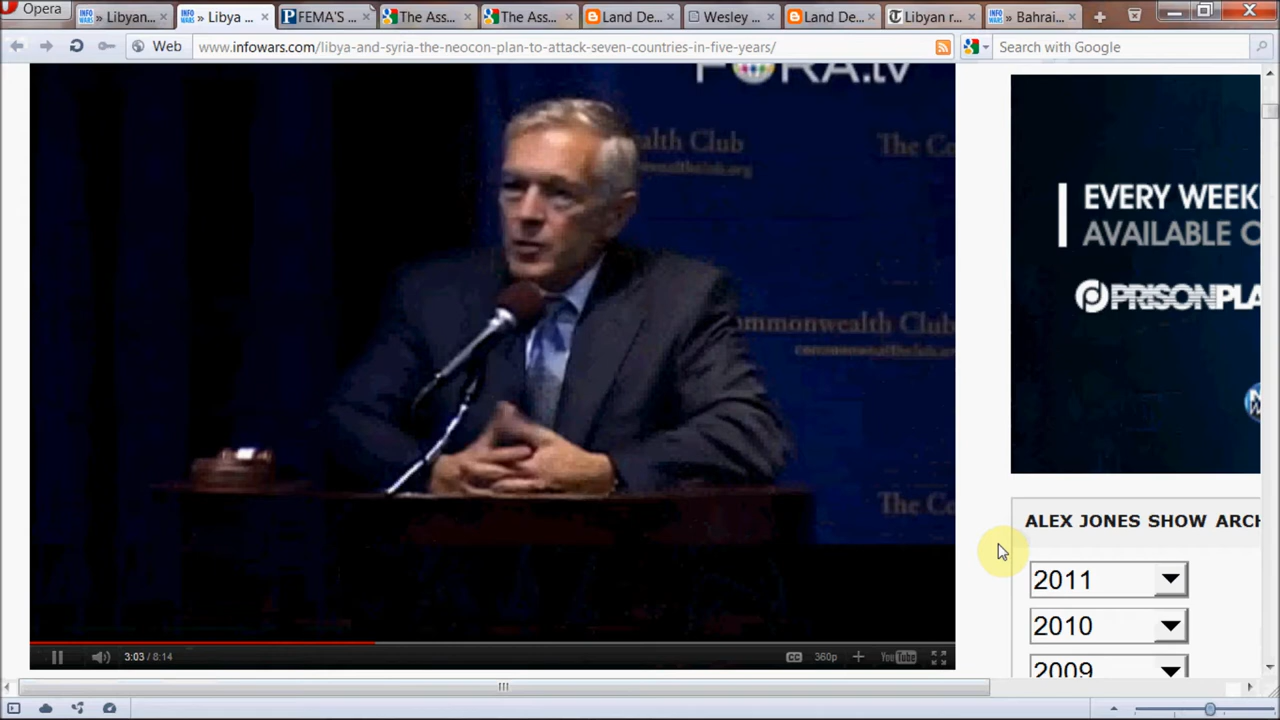 Opera
» Libyan...
» Libya ...
FEMA'S ...
The Ass...
The Ass...
Land De...
Wesley ...
Land De...
Libyan r...
» Bahrai...
Web
www.infowars.com/libya-and-syria-the-neocon-plan-to-attack-seven-countries-in-five-years/
Search with Google
FORA.tv
wealth Club
The Co
ommonwealth Club
The Co
EVERY WEEK
AVAILABLE O
PRISONPLA
ALEX JONES SHOW ARCH
2011
2010
2009
3:03 / 8:14
CC
360p
YouTube